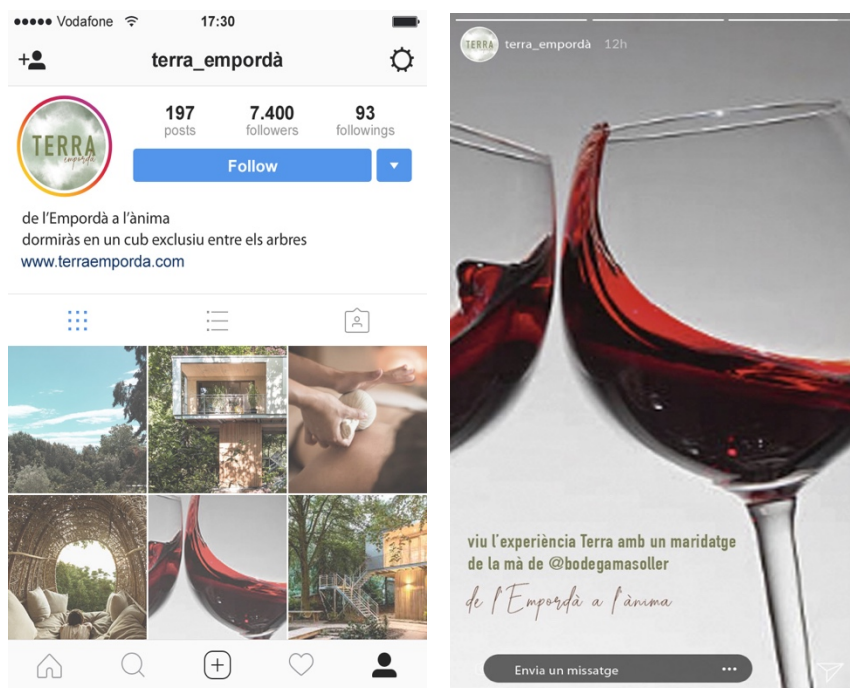 Vodafone
17:30
terra_empordà
197
7.400
93
posts
followers
followings
TERRA
empordà
Follow
de l'Empordà a l'ànima
dormiràs en un cub exclusiu entre els arbres
www.terraemporda.com
TERRA
terra_empordà 12h
viu l'experiència Terra amb un maridatge
de la mà de @bodegamasoller
de l'Empordà a l'ànima
Envia un missatge